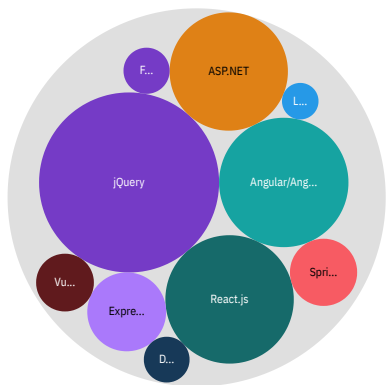 F...
ASP.NET
L...
jQuery
Angular/Ang...
Vu...
Expre...
React.js
Spri...
D...